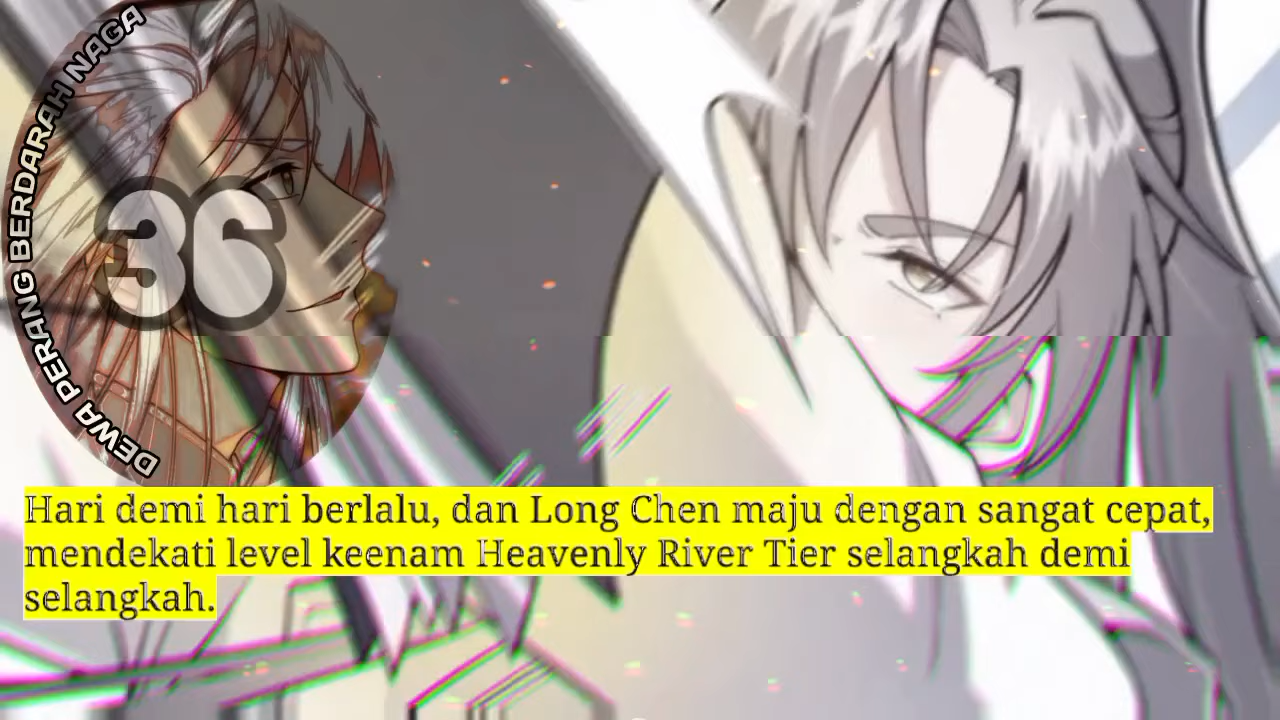 DEWA PERANG BERDARAH NAGA
36
Hari demi hari berlalu, dan Long Chen maju dengan sangat cepat,
mendekati level keenam Heavenly River Tier selangkah demi
selangkah.